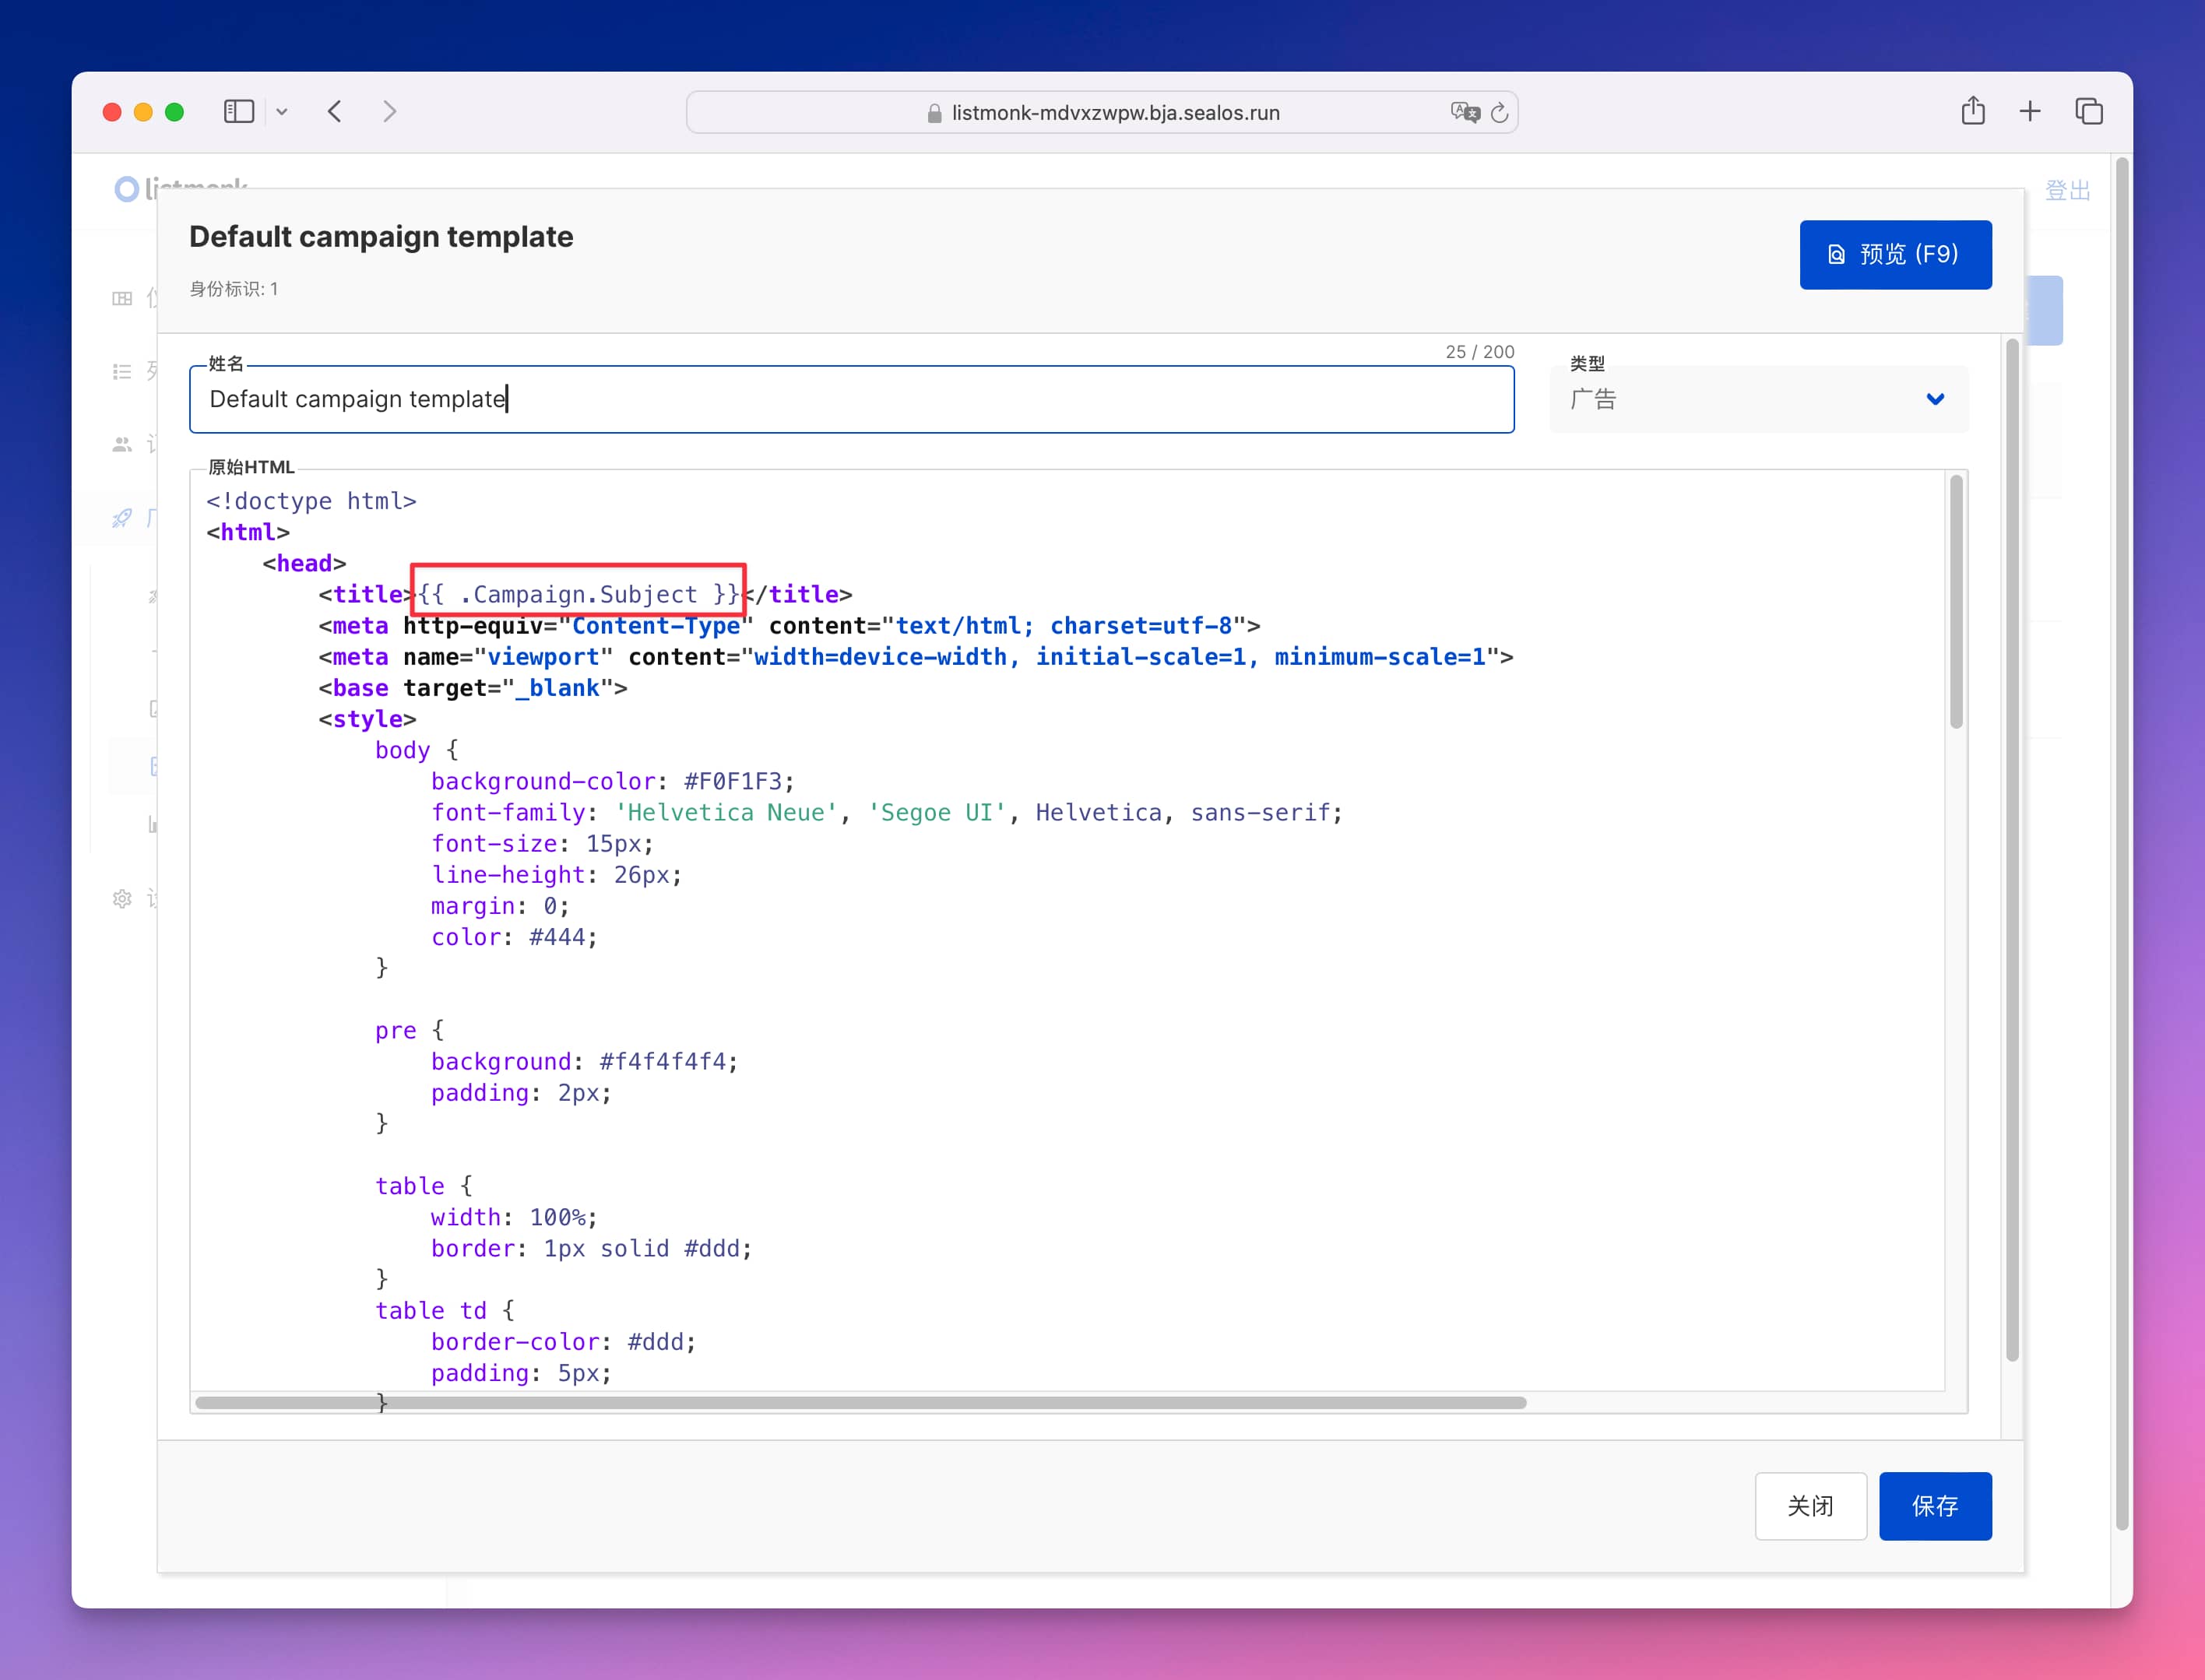 listmonk-mdvxzwpw.bja.sealos.run
listmonk
登出
Default campaign template
预览 (F9)
身份标识: 1
25 / 200
姓名
类型
Default campaign template
广告
原始HTML
<!doctype html>
<html>
<head>
<title>{{ .Campaign.Subject }}</title>
<meta http-equiv="Content-Type" content="text/html; charset=utf-8">
<meta name="viewport" content="width=device-width, initial-scale=1, minimum-scale=1">
<base target="_blank">
<style>
body {
background-color: #F0F1F3;
font-family: 'Helvetica Neue', 'Segoe UI', Helvetica, sans-serif;
font-size: 15px;
line-height: 26px;
margin: 0;
color: #444;
}
pre {
background: #f4f4f4f4;
padding: 2px;
}
table {
width: 100%;
border: 1px solid #ddd;
}
table td {
border-color: #ddd;
padding: 5px;
}
关闭
保存